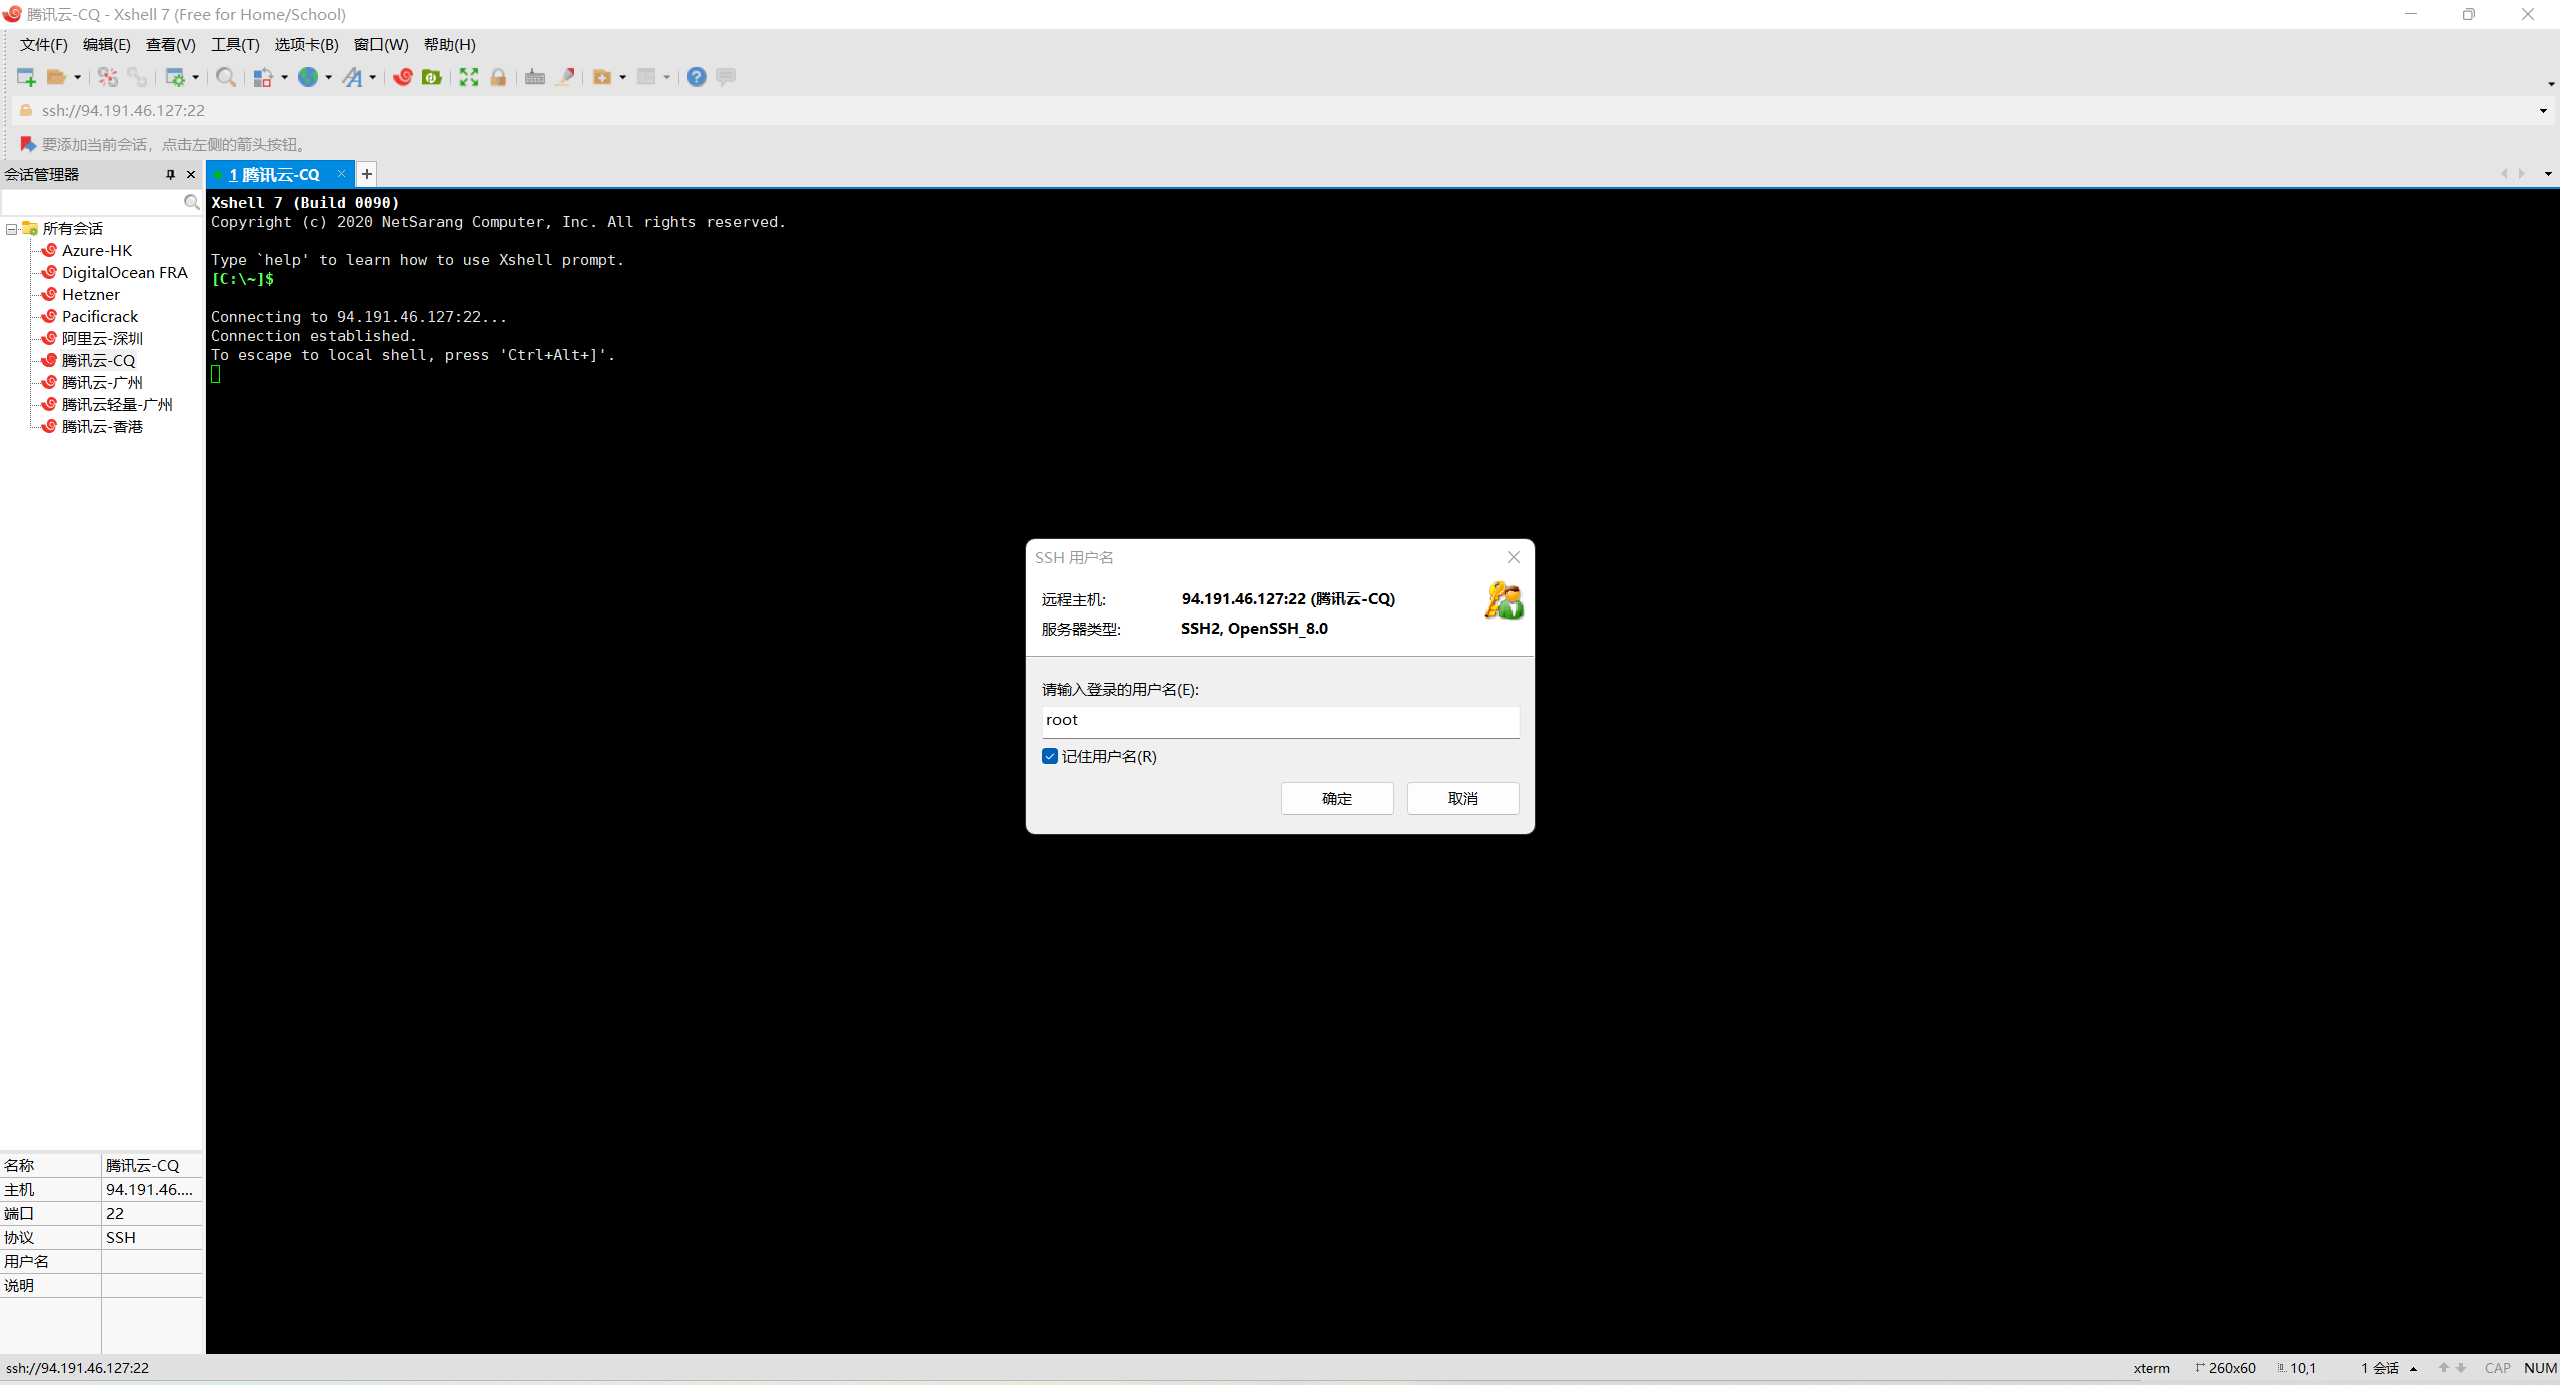 腾讯云-CQ - Xshell 7 (Free for Home/School)
文件(F) 编辑(E) 查看(V) 工具(T) 选项卡(B) 窗口(W) 帮助(H)
ssh://94.191.46.127:22
要添加当前会话，点击左侧的箭头按钮。
会话管理器
所有会话
Azure-HK
DigitalOcean FRA
Hetzner
Pacificrack
阿里云-深圳
腾讯云-CQ
腾讯云-广州
腾讯云轻量-广州
腾讯云-香港
名称 腾讯云-CQ
主机 94.191.46....
端口 22
协议 SSH
用户名
说明
1 腾讯云-CQ
Xshell 7 (Build 0090)
Copyright (c) 2020 NetSarang Computer, Inc. All rights reserved.
Type `help' to learn how to use Xshell prompt.
[C:\~]$
Connecting to 94.191.46.127:22...
Connection established.
To escape to local shell, press 'Ctrl+Alt+]'.
SSH 用户名
远程主机: 94.191.46.127:22 (腾讯云-CQ)
服务器类型: SSH2, OpenSSH_8.0
请输入登录的用户名(E):
root
记住用户名(R)
确定 取消
ssh://94.191.46.127:22
xterm 260x60 10,1 1 会话 CAP NUM